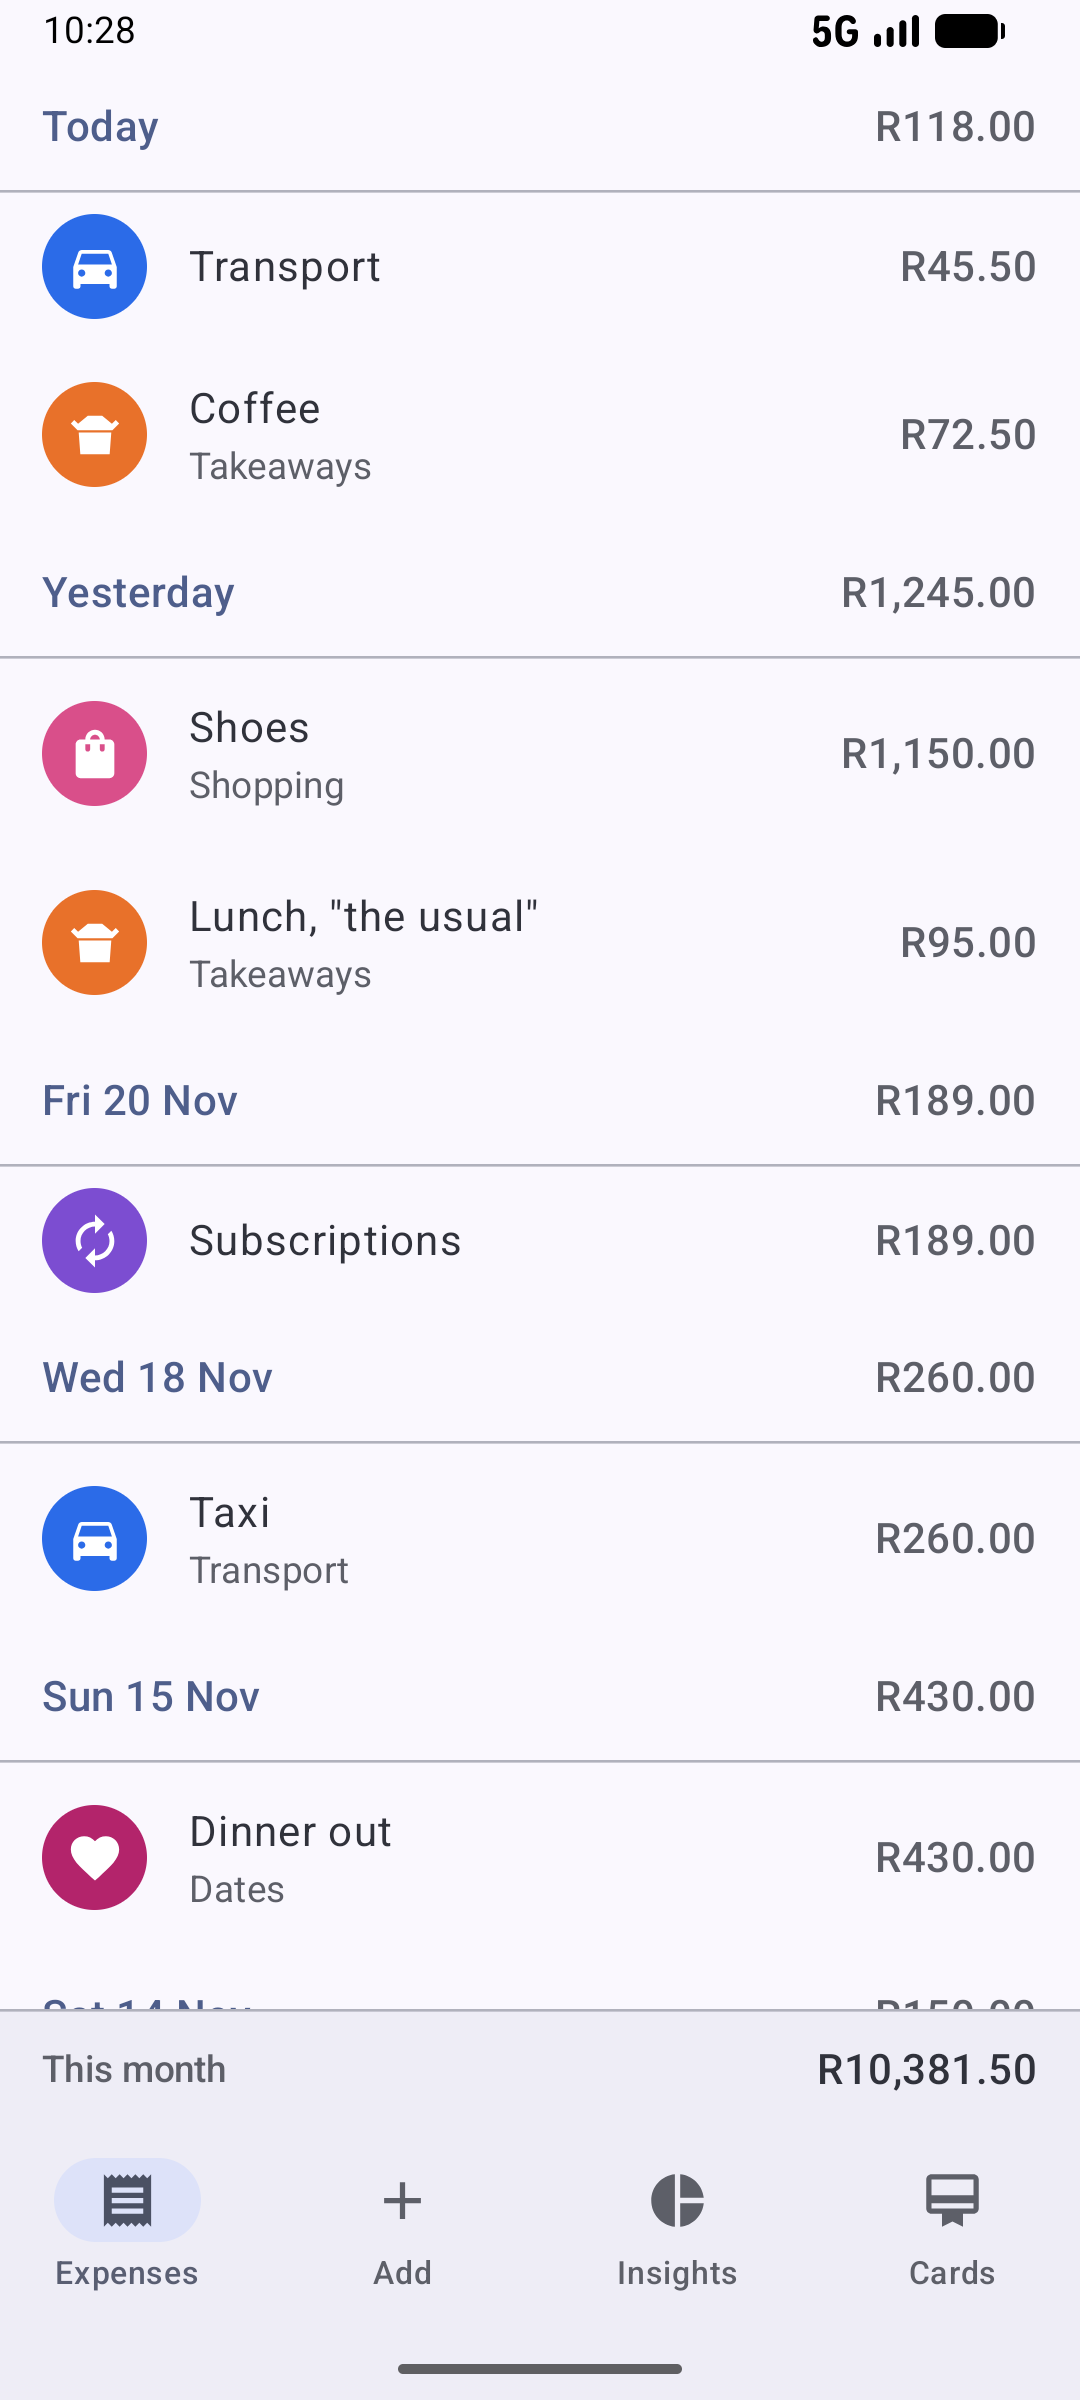 10:28 5G
Today R118.00
Transport R45.50
Coffee
Takeaways R72.50
Yesterday R1,245.00
Shoes
Shopping R1,150.00
Lunch, "the usual"
Takeaways R95.00
Fri 20 Nov R189.00
Subscriptions R189.00
Wed 18 Nov R260.00
Taxi
Transport R260.00
Sun 15 Nov R430.00
Dinner out
Dates R430.00
Sat 14 Nov
This month R10,381.50
Expenses Add Insights Cards